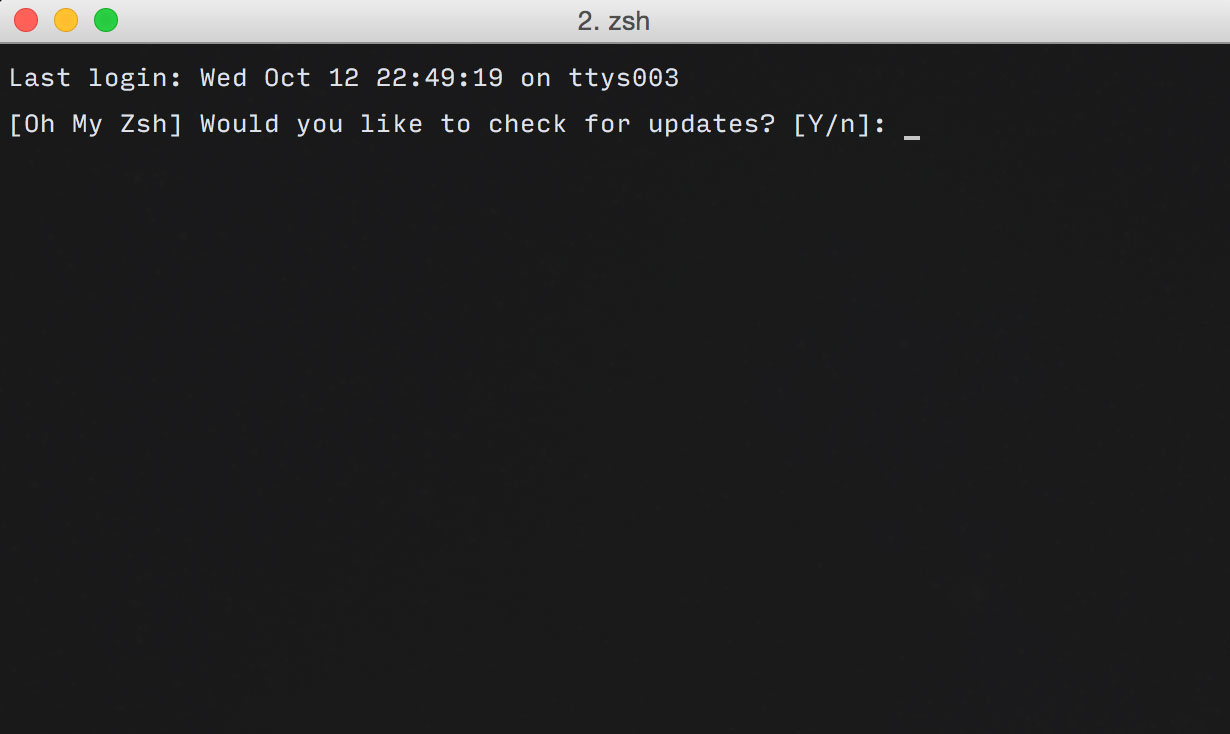 2. zsh
Last login: Wed Oct 12 22:49:19 on ttys003
[Oh My Zsh] Would you like to check for updates? [Y/n]: _